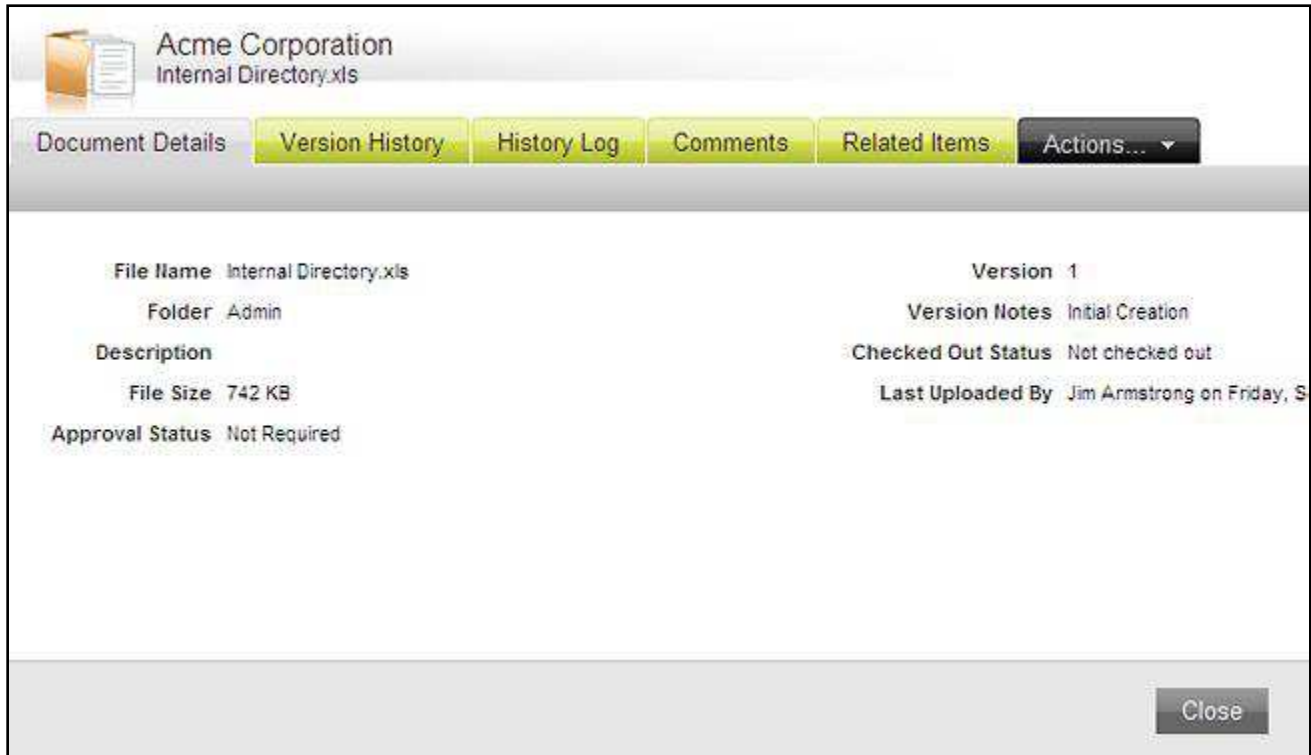 Acme Corporation
Internal Directory.xls
Document Details Version History History Log Comments Related Items Actions...
File Name Internal Directory.xls Version 1
Folder Admin Version Notes Initial Creation
Description Checked Out Status Not checked out
File Size 742 KB Last Uploaded By Jim Armstrong on Friday,
Approval Status Not Required
Close